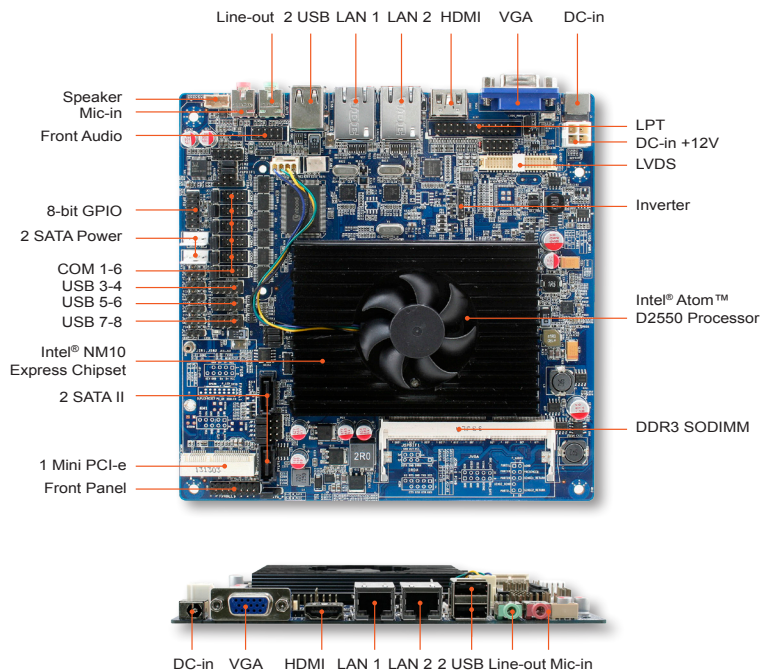 Line-out 2 USB LAN 1 LAN 2 HDMI VGA DC-in
Speaker
Mic-in
Front Audio
8-bit GPIO
2 SATA Power
COM 1-6
USB 3-4
USB 5-6
USB 7-8
Intel® NM10
Express Chipset
2 SATA II
1 Mini PCI-e
Front Panel
LPT
DC-in +12V
LVDS
Inverter
Intel® Atom™
D2550 Processor
DDR3 SODIMM
2R0
DC-in VGA HDMI LAN 1 LAN 2 2 USB Line-out Mic-in